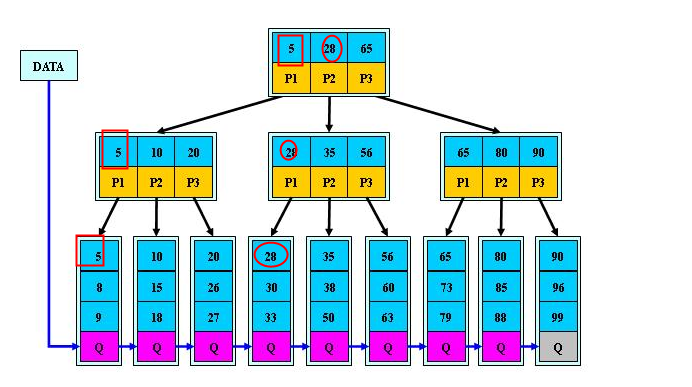 5 28 65
DATA
P1 P2 P3
5 10 20 28 35 56 65 80 90
P1 P2 P3 P1 P2 P3 P1 P2 P3
5 10 20 28 35 56 65 80 90
8 15 26 30 38 60 73 85 96
9 18 27 33 50 63 79 88 99
Q Q Q Q Q Q Q Q Q